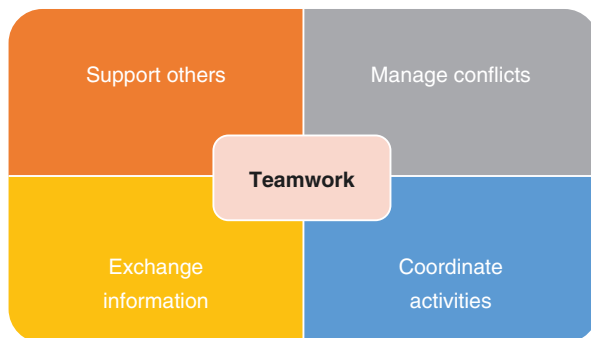 Support others
Manage conflicts
Teamwork
Exchange
information
Coordinate
activities